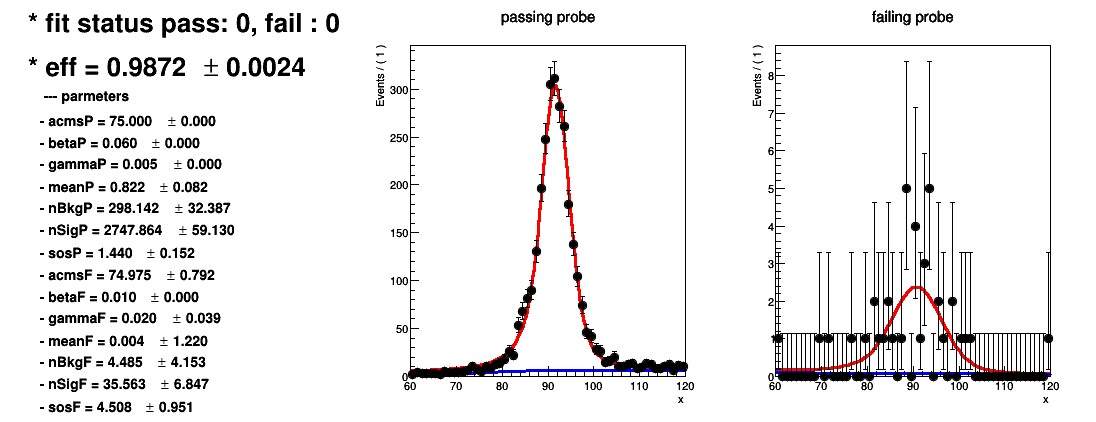 * fit status pass: 0, fail : 0
* eff = 0.9872 ± 0.0024
--- parmeters
- acmsP = 75.000 ± 0.000
- betaP = 0.060 ± 0.000
- gammaP = 0.005 ± 0.000
- meanP = 0.822 ± 0.082
- nBkgP = 298.142 ± 32.387
- nSigP = 2747.864 ± 59.130
- sosP = 1.440 ± 0.152
- acmsF = 74.975 ± 0.792
- betaF = 0.010 ± 0.000
- gammaF = 0.020 ± 0.039
- meanF = 0.004 ± 1.220
- nBkgF = 4.485 ± 4.153
- nSigF = 35.563 ± 6.847
- sosF = 4.508 ± 0.951
passing probe
Events / ( 1 )
300
250
200
150
100
50
0
60 70 80 90 100 110 120
x
failing probe
Events / ( 1 )
8
7
6
5
4
3
2
1
0
60 70 80 90 100 110 120
x